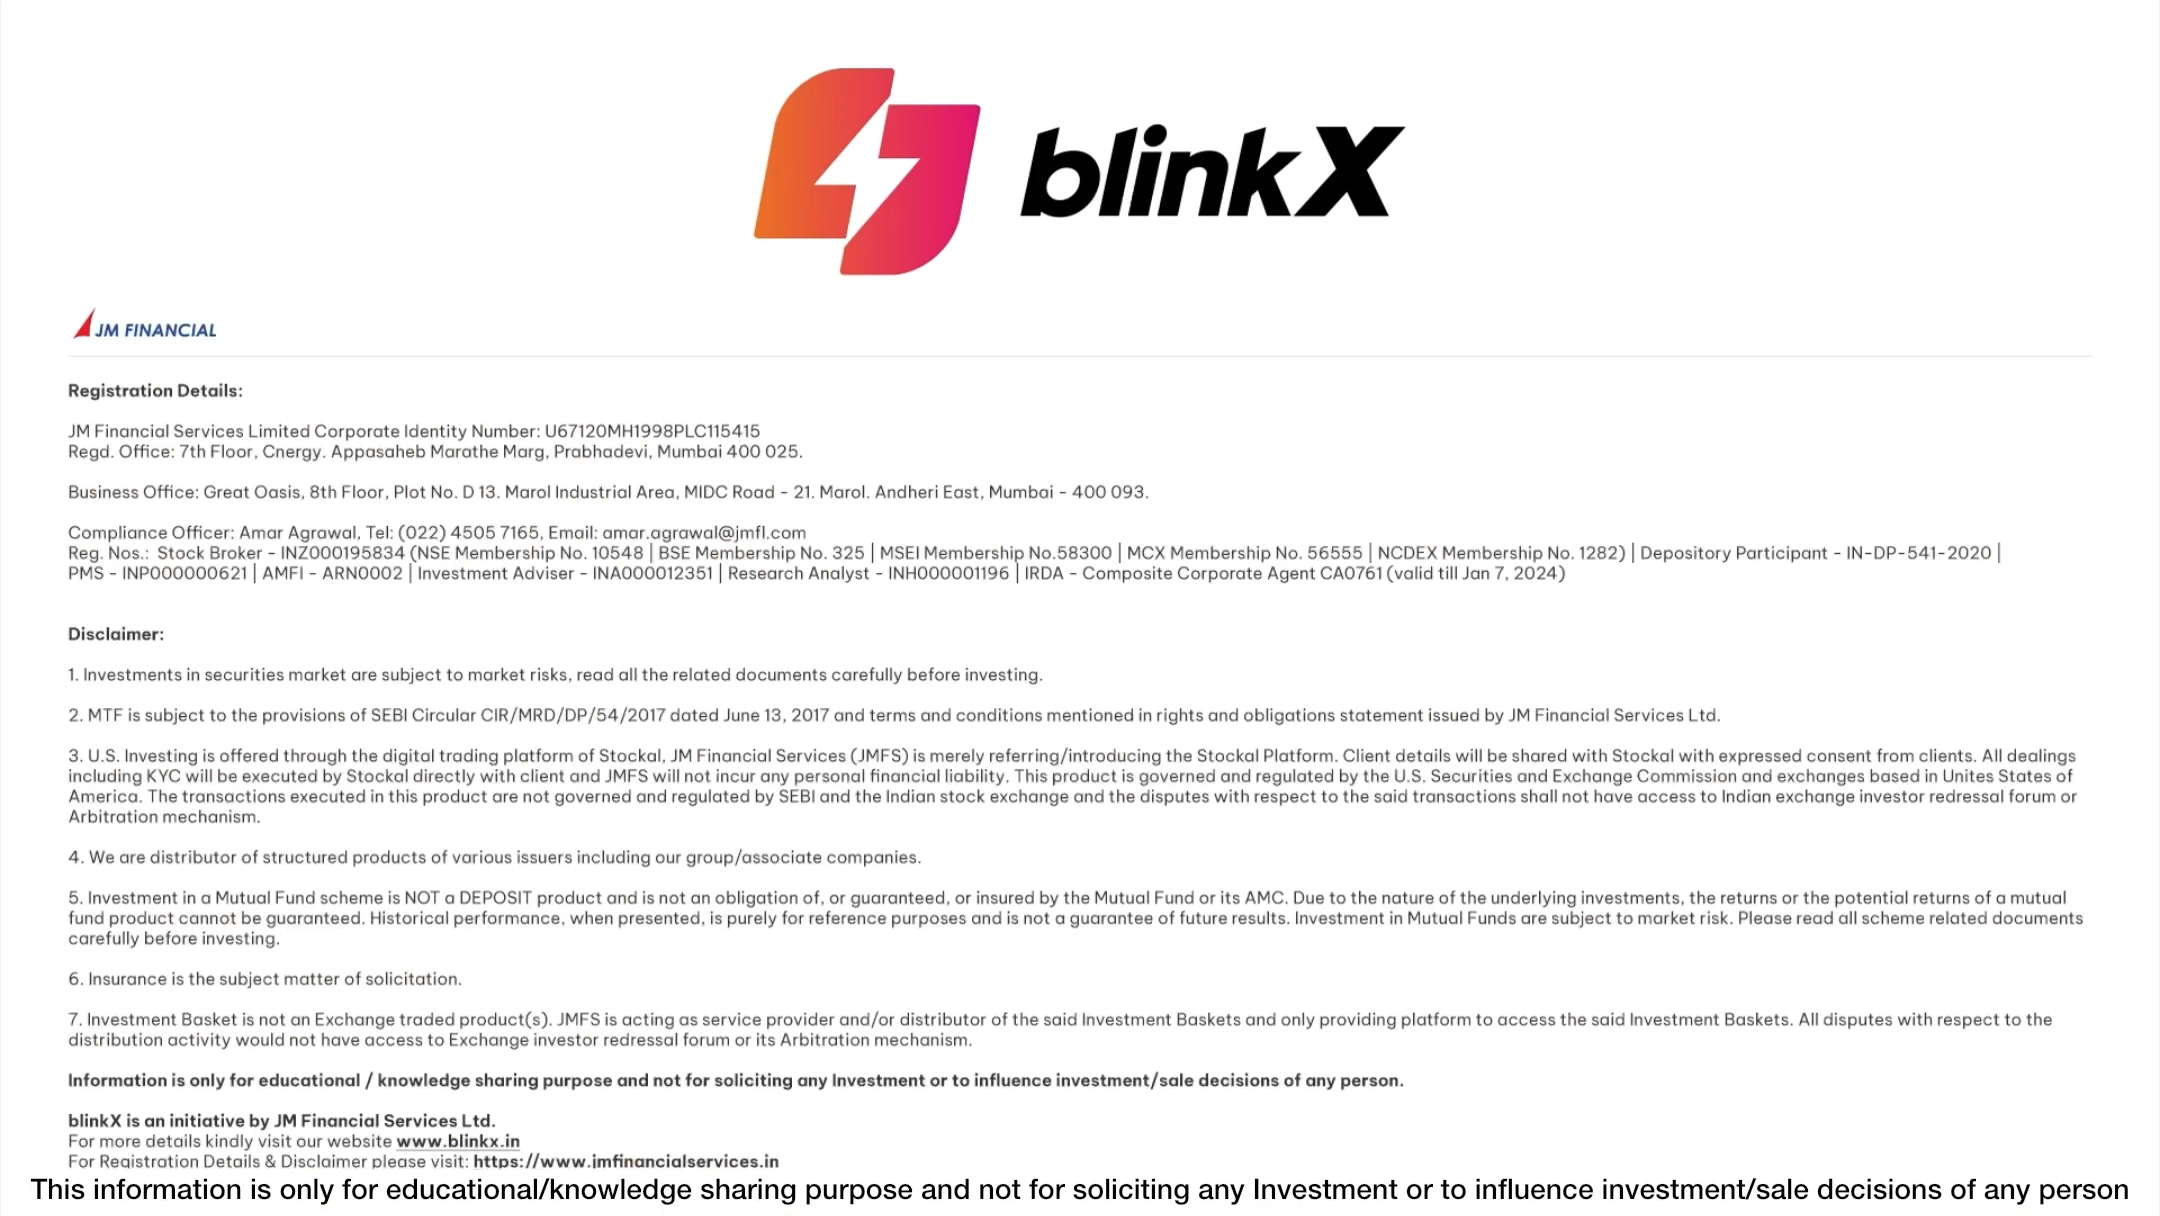 blinkX
JM FINANCIAL
Registration Details:
JM Financial Services Limited Corporate Identity Number: U67120MH1998PLC115415
Regd. Office: 7th Floor, Cnergy. Appasaheb Marathe Marg, Prabhadevi, Mumbai 400 025.
Business Office: Great Oasis, 8th Floor, Plot No. D 13. Marol Industrial Area, MIDC Road - 21. Marol. Andheri East, Mumbai - 400 093.
Compliance Officer: Amar Agrawal, Tel: (022) 4505 7165, Email: amar.agrawal@jmfl.com
Reg. Nos.: Stock Broker - INZ000195834 (NSE Membership No. 10548 | BSE Membership No. 325 | MSEI Membership No.58300 | MCX Membership No. 56555 | NCDEX Membership No. 1282) | Depository Participant - IN-DP-541-2020 |
PMS - INP000000621 | AMFI - ARN0002 | Investment Adviser - INA000012351 | Research Analyst - INH000001196 | IRDA - Composite Corporate Agent CA0761 (valid till Jan 7, 2024)
Disclaimer:
1. Investments in securities market are subject to market risks, read all the related documents carefully before investing.
2. MTF is subject to the provisions of SEBI Circular CIR/MRD/DP/54/2017 dated June 13, 2017 and terms and conditions mentioned in rights and obligations statement issued by JM Financial Services Ltd.
3. U.S. Investing is offered through the digital trading platform of Stockal, JM Financial Services (JMFS) is merely referring/introducing the Stockal Platform. Client details will be shared with Stockal with expressed consent from clients. All dealings
including KYC will be executed by Stockal directly with client and JMFS will not incur any personal financial liability. This product is governed and regulated by the U.S. Securities and Exchange Commission and exchanges based in Unites States of
America. The transactions executed in this product are not governed and regulated by SEBI and the Indian stock exchange and the disputes with respect to the said transactions shall not have access to Indian exchange investor redressal forum or
Arbitration mechanism.
4. We are distributor of structured products of various issuers including our group/associate companies.
5. Investment in a Mutual Fund scheme is NOT a DEPOSIT product and is not an obligation of, or guaranteed, or insured by the Mutual Fund or its AMC. Due to the nature of the underlying investments, the returns or the potential returns of a mutual
fund product cannot be guaranteed. Historical performance, when presented, is purely for reference purposes and is not a guarantee of future results. Investment in Mutual Funds are subject to market risk. Please read all scheme related documents
carefully before investing.
6. Insurance is the subject matter of solicitation.
7. Investment Basket is not an Exchange traded product(s). JMFS is acting as service provider and/or distributor of the said Investment Baskets and only providing platform to access the said Investment Baskets. All disputes with respect to the
distribution activity would not have access to Exchange investor redressal forum or its Arbitration mechanism.
Information is only for educational / knowledge sharing purpose and not for soliciting any Investment or to influence investment/sale decisions of any person.
blinkX is an initiative by JM Financial Services Ltd.
For more details kindly visit our website www.blinkx.in
For Registration Details & Disclaimer please visit: https://www.jmfinancialservices.in
This information is only for educational/knowledge sharing purpose and not for soliciting any Investment or to influence investment/sale decisions of any person